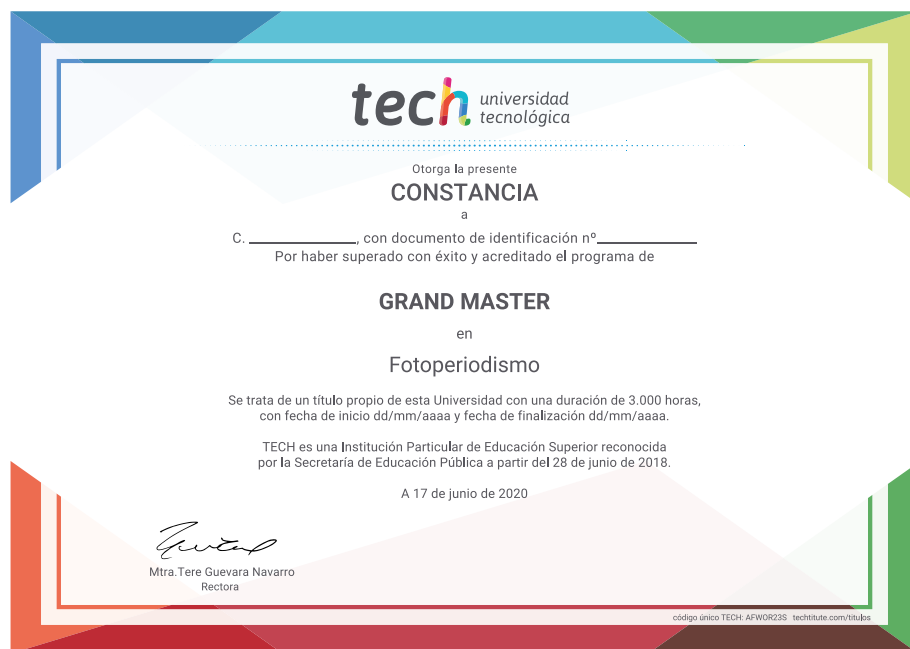 tech universidad
tecnológica
Otorga la presente
CONSTANCIA
a
C. ____________, con documento de identificación nº____________
Por haber superado con éxito y acreditado el programa de
GRAND MASTER
en
Fotoperiodismo
Se trata de un título propio de esta Universidad con una duración de 3.000 horas,
con fecha de inicio dd/mm/aaaa y fecha de finalización dd/mm/aaaa.
TECH es una Institución Particular de Educación Superior reconocida
por la Secretaría de Educación Pública a partir del 28 de junio de 2018.
A 17 de junio de 2020
Mtra.Tere Guevara Navarro
Rectora
código único TECH: AFWOR23S techtitute.com/titulos